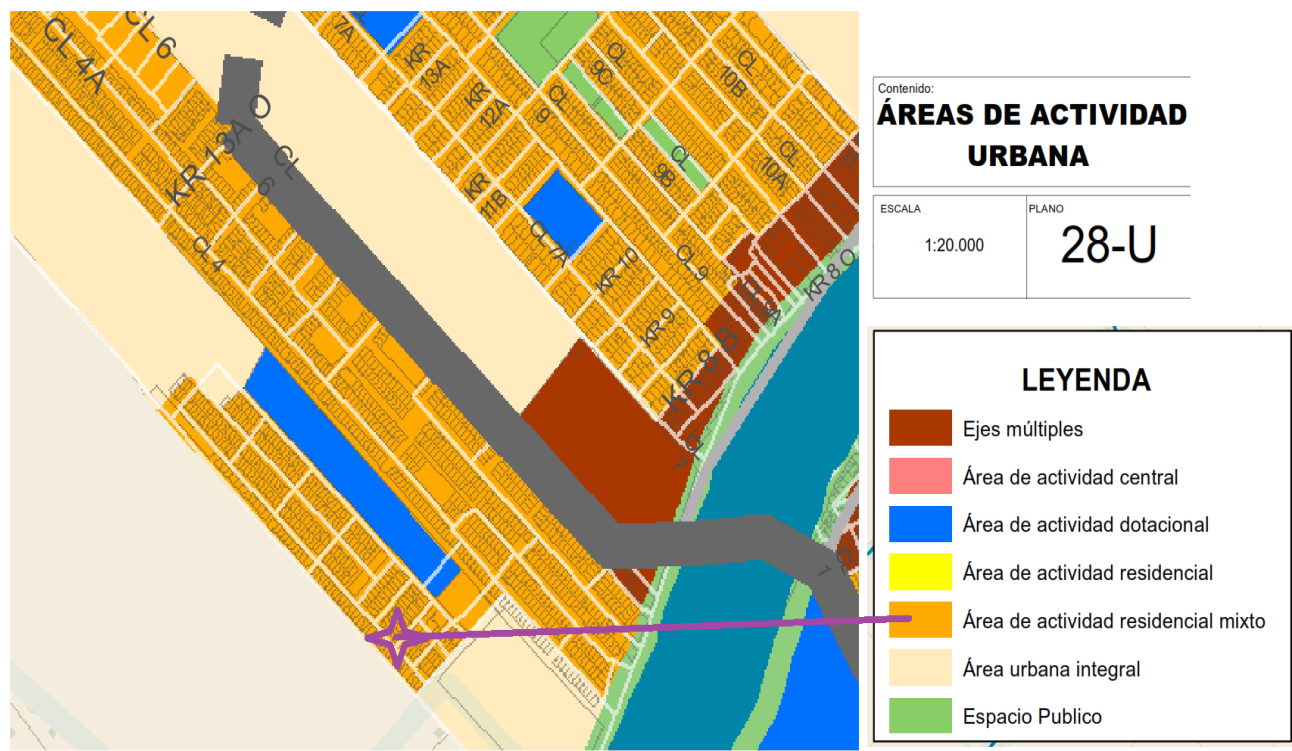 CL 4A
CL 6
7A
KR 13A
KR 12A
CL 9
CL 9C
CL 10B
CL 9B
CL 10A
KR 13A O
CL 6
CL 4
KR 11B
CL 7A
KR 10
CL 9
KR 9
KR 8 B
KR 8 O
1
Contenido:
ÁREAS DE ACTIVIDAD
URBANA
ESCALA
PLANO
1:20.000
28-U
LEYENDA
Ejes múltiples
Área de actividad central
Área de actividad dotacional
Área de actividad residencial
Área de actividad residencial mixto
Área urbana integral
Espacio Publico